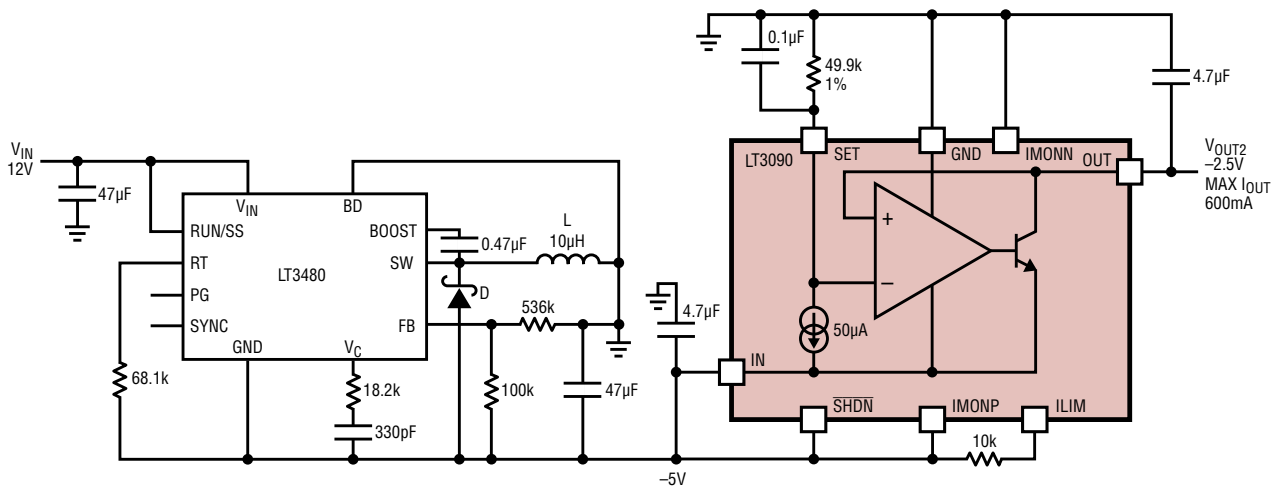 V_IN
12V
47µF
V_IN
BD
RUN/SS
BOOST
RT
LT3480
SW
PG
SYNC
FB
GND
V_C
0.47µF
L
10µH
D
536k
68.1k
18.2k
330pF
100k
47µF
0.1µF
49.9k
1%
4.7µF
LT3090
SET
GND
IMONN
OUT
V_OUT2
–2.5V
MAX I_OUT
600mA
+
–
4.7µF
50µA
IN
SHDN
IMONP
ILIM
10k
–5V